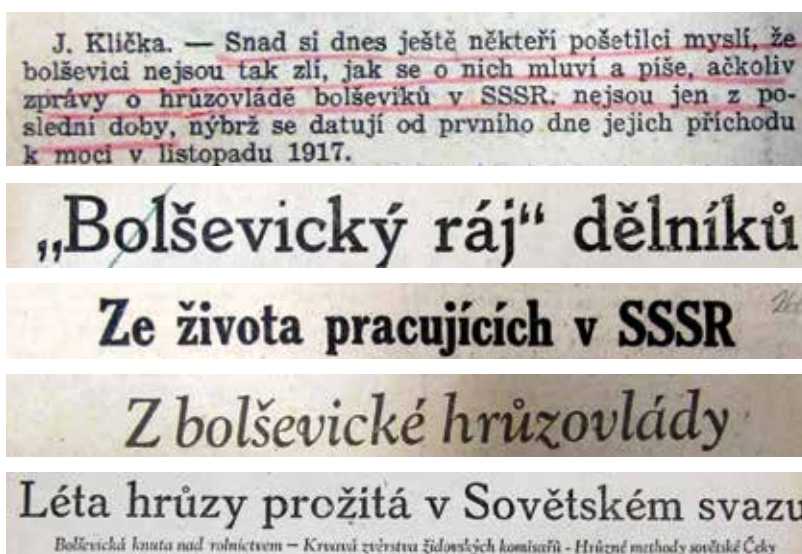 J. Klička. — Snad si dnes ještě někteří pošetilci myslí, že
bolševici nejsou tak zlí, jak se o nich mluví a píše, ačkoliv
zprávy o hrůzovládě bolševiků v SSSR. nejsou jen z po-
slední doby, nýbrž se datují od prvního dne jejich příchodu
k moci v listopadu 1917.
„Bolševický ráj“ dělníků
Ze života pracujících v SSSR
Z bolševické hrůzovlády
Léta hrůzy prožitá v Sovětském svazu
Bolševická knuta nad rolnictvem — Krvavá zvěrstva židovských komisařů - Hrůzné methody sovětské Čeky